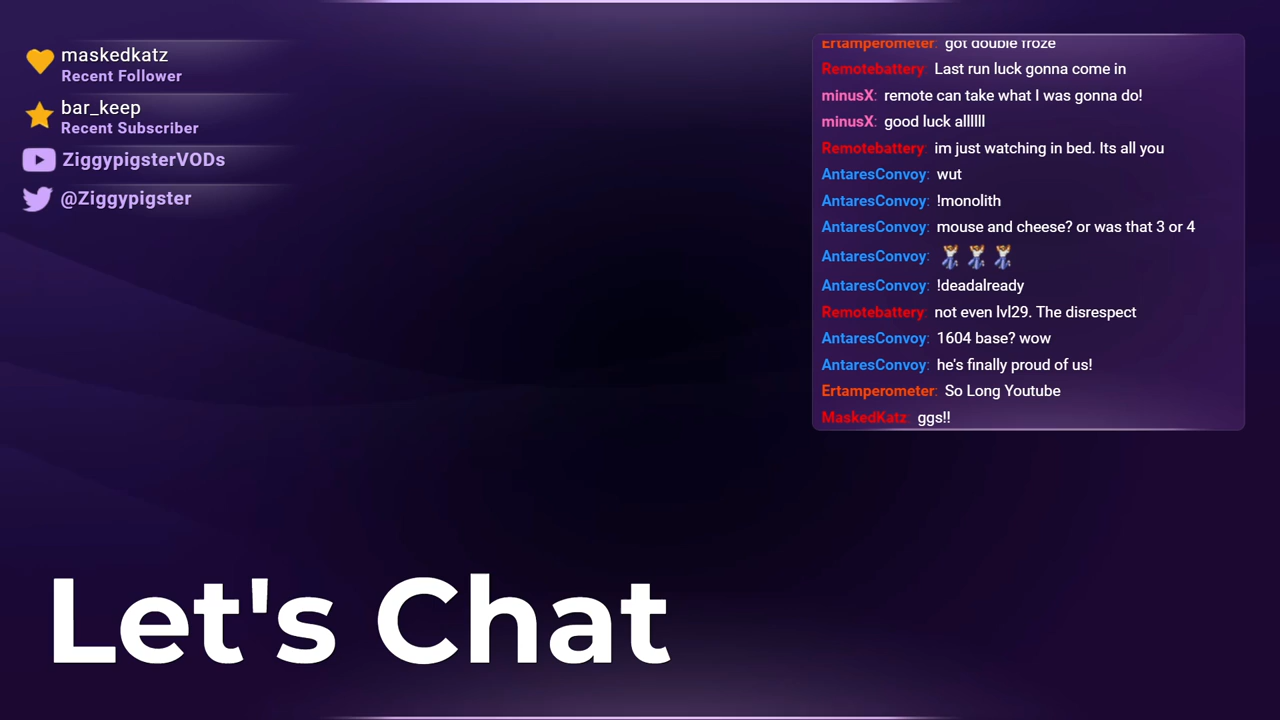 maskedkatz
Recent Follower
bar_keep
Recent Subscriber
ZiggypigsterVODs
@Ziggypigster
Ertamperometer: got double froze
Remotebattery: Last run luck gonna come in
minusX: remote can take what I was gonna do!
minusX: good luck allllll
Remotebattery: im just watching in bed. Its all you
AntaresConvoy: wut
AntaresConvoy: !monolith
AntaresConvoy: mouse and cheese? or was that 3 or 4
AntaresConvoy:
AntaresConvoy: !deadalready
Remotebattery: not even lvl29. The disrespect
AntaresConvoy: 1604 base? wow
AntaresConvoy: he's finally proud of us!
Ertamperometer: So Long Youtube
MaskedKatz: ggs!!
Let's Chat